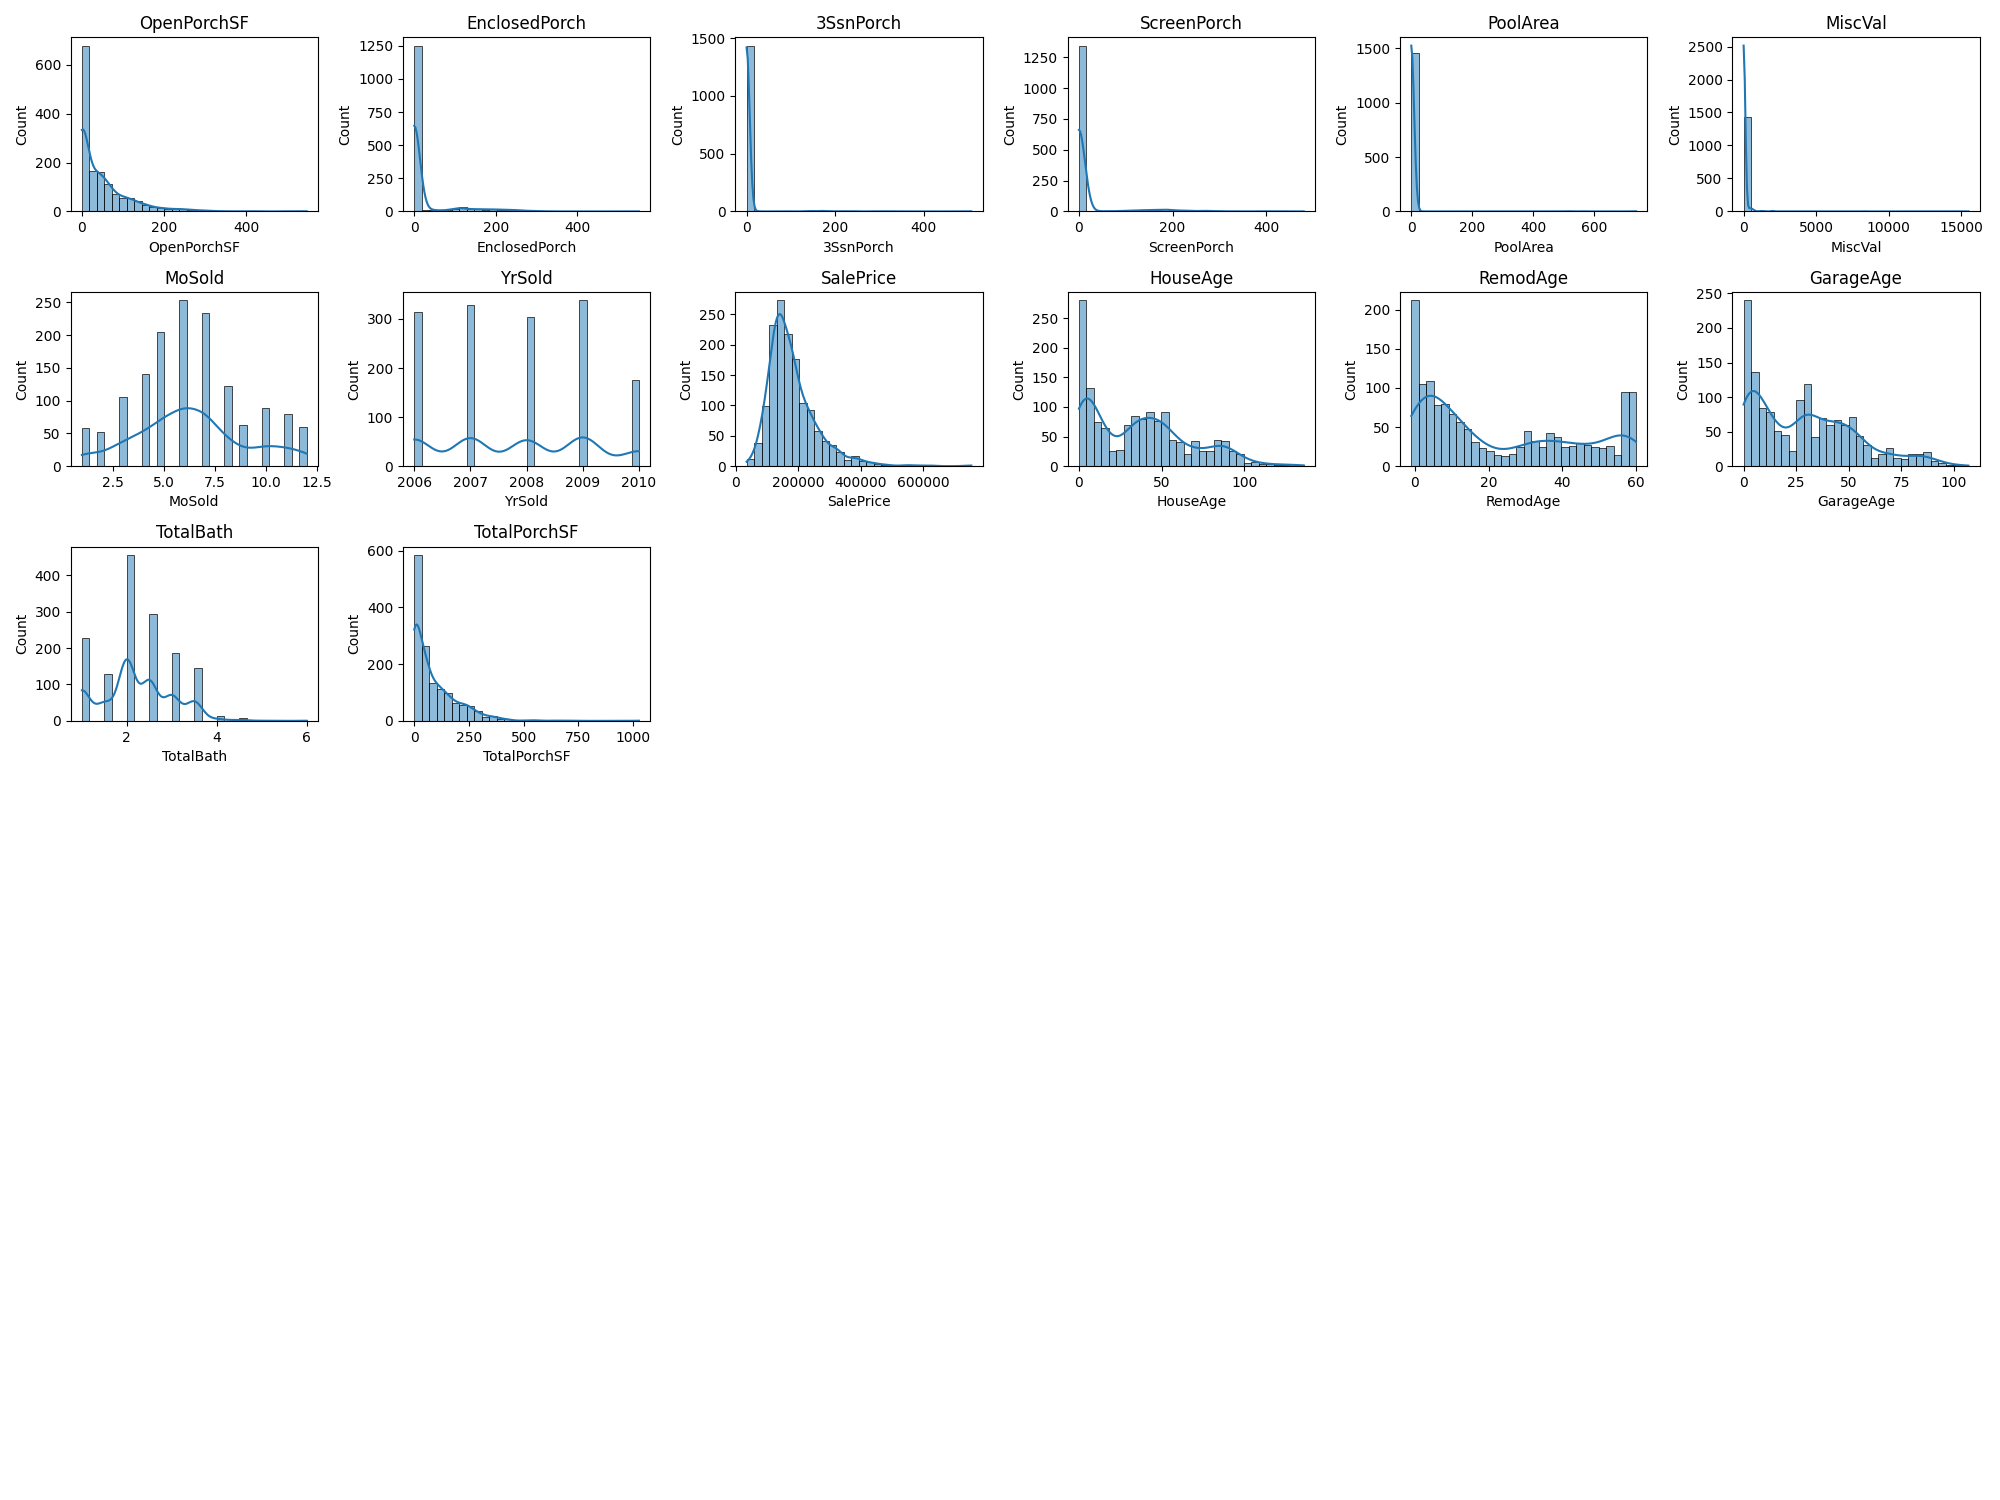 OpenPorchSF EnclosedPorch 3SsnPorch ScreenPorch PoolArea MiscVal
Count 600 400 200 0
0 200 400
OpenPorchSF
Count 1250 1000 750 500 250 0
0 200 400
EnclosedPorch
Count 1500 1000 500 0
0 200 400
3SsnPorch
Count 1250 1000 750 500 250 0
0 200 400
ScreenPorch
Count 1500 1000 500 0
0 200 400 600
PoolArea
Count 2500 2000 1500 1000 500 0
0 5000 10000 15000
MiscVal
MoSold YrSold SalePrice HouseAge RemodAge GarageAge
Count 250 200 150 100 50 0
2.5 5.0 7.5 10.0 12.5
MoSold
Count 300 200 100 0
2006 2007 2008 2009 2010
YrSold
Count 250 200 150 100 50 0
0 200000 400000 600000
SalePrice
Count 250 200 150 100 50 0
0 50 100
HouseAge
Count 200 150 100 50 0
0 20 40 60
RemodAge
Count 250 200 150 100 50 0
0 25 50 75 100
GarageAge
TotalBath TotalPorchSF
Count 400 300 200 100 0
2 4 6
TotalBath
Count 600 400 200 0
0 250 500 750 1000
TotalPorchSF